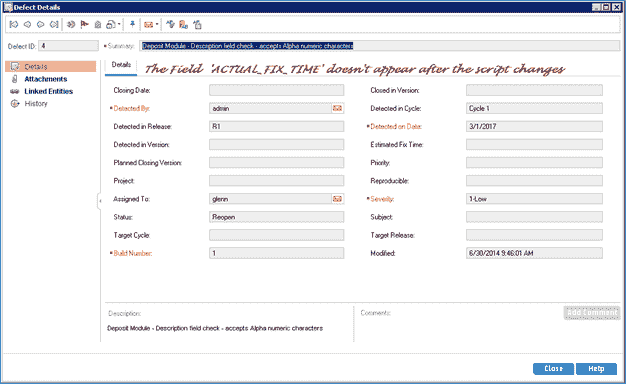 Defect Details
Defect ID: 4 * Summary: Deposit Module - Description field check - accepts Alpha numeric characters
Details
Attachments
Linked Entities
History
Details
The Field 'ACTUAL_FIX_TIME' doesn't appear after the script changes
Closing Date: Closed in Version:
* Detected By: admin Detected in Cycle: Cycle 1
Detected in Release: R1 * Detected on Date: 3/1/2017
Detected in Version: Estimated Fix Time:
Planned Closing Version: Priority:
Project: Reproducible:
Assigned To: glenn * Severity: 1-Low
Status: Reopen Subject:
Target Cycle: Target Release:
* Build Number: 1 Modified: 6/30/2014 9:46:01 AM
Description: Comments: Add Comment
Deposit Module - Description field check - accepts Alpha numeric characters
Close Help